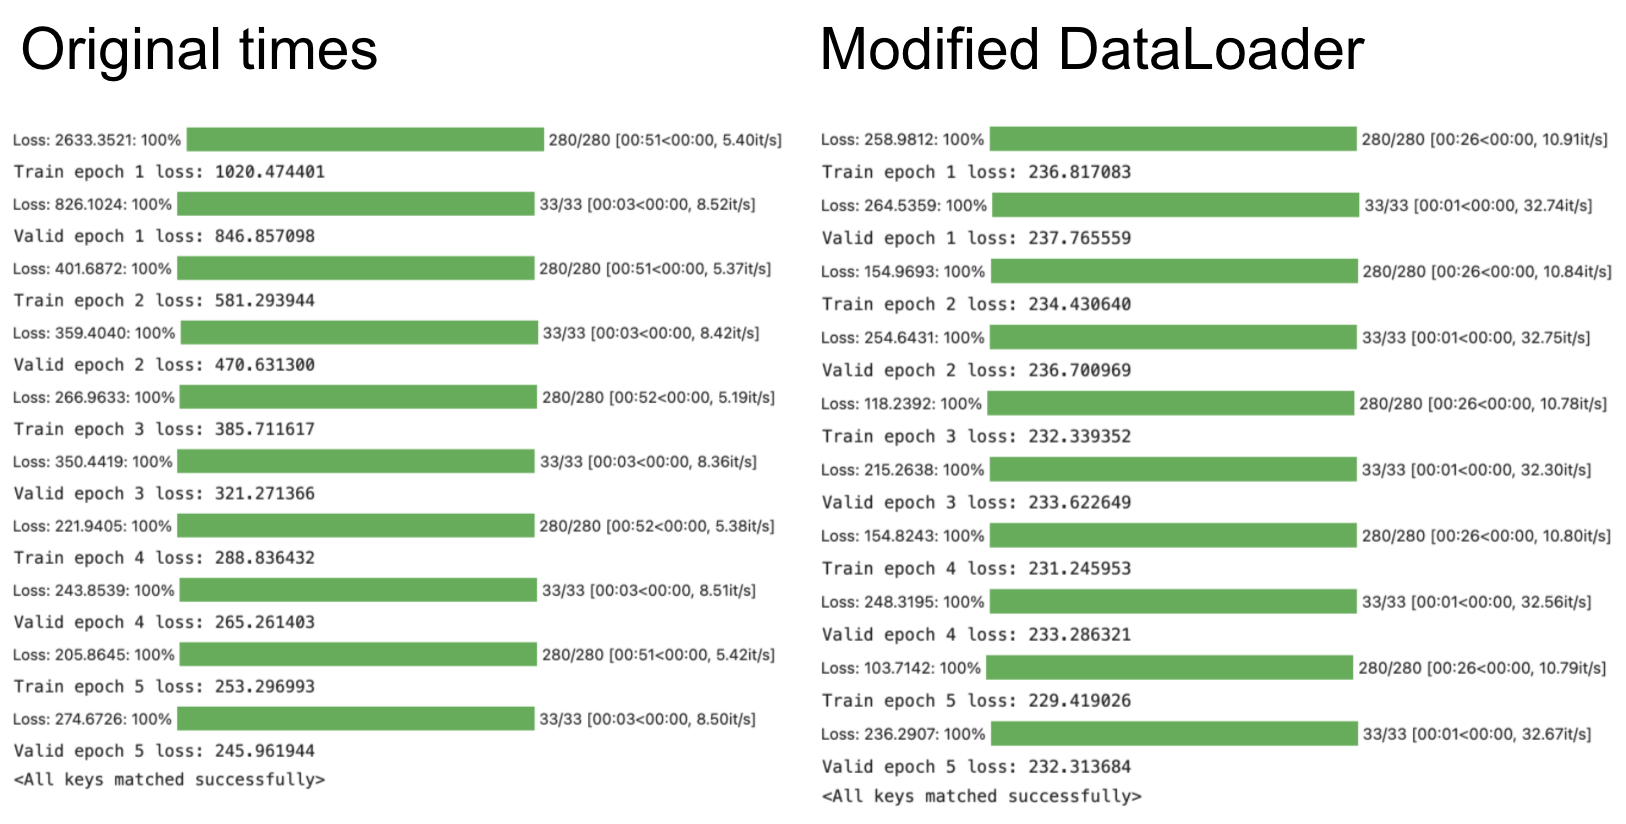 Original times
Loss: 2633.3521: 100% 280/280 [00:51<00:00, 5.40it/s]
Train epoch 1 loss: 1020.474401
Loss: 826.1024: 100% 33/33 [00:03<00:00, 8.52it/s]
Valid epoch 1 loss: 846.857098
Loss: 401.6872: 100% 280/280 [00:51<00:00, 5.37it/s]
Train epoch 2 loss: 581.293944
Loss: 359.4040: 100% 33/33 [00:03<00:00, 8.42it/s]
Valid epoch 2 loss: 470.631300
Loss: 266.9633: 100% 280/280 [00:52<00:00, 5.19it/s]
Train epoch 3 loss: 385.711617
Loss: 350.4419: 100% 33/33 [00:03<00:00, 8.36it/s]
Valid epoch 3 loss: 321.271366
Loss: 221.9405: 100% 280/280 [00:52<00:00, 5.38it/s]
Train epoch 4 loss: 288.836432
Loss: 243.8539: 100% 33/33 [00:03<00:00, 8.51it/s]
Valid epoch 4 loss: 265.261403
Loss: 205.8645: 100% 280/280 [00:51<00:00, 5.42it/s]
Train epoch 5 loss: 253.296993
Loss: 274.6726: 100% 33/33 [00:03<00:00, 8.50it/s]
Valid epoch 5 loss: 245.961944
<All keys matched successfully>
Modified DataLoader
Loss: 258.9812: 100% 280/280 [00:26<00:00, 10.91it/s]
Train epoch 1 loss: 236.817083
Loss: 264.5359: 100% 33/33 [00:01<00:00, 32.74it/s]
Valid epoch 1 loss: 237.765559
Loss: 154.9693: 100% 280/280 [00:26<00:00, 10.84it/s]
Train epoch 2 loss: 234.430640
Loss: 254.6431: 100% 33/33 [00:01<00:00, 32.75it/s]
Valid epoch 2 loss: 236.700969
Loss: 118.2392: 100% 280/280 [00:26<00:00, 10.78it/s]
Train epoch 3 loss: 232.339352
Loss: 215.2638: 100% 33/33 [00:01<00:00, 32.30it/s]
Valid epoch 3 loss: 233.622649
Loss: 154.8243: 100% 280/280 [00:26<00:00, 10.80it/s]
Train epoch 4 loss: 231.245953
Loss: 248.3195: 100% 33/33 [00:01<00:00, 32.56it/s]
Valid epoch 4 loss: 233.286321
Loss: 103.7142: 100% 280/280 [00:26<00:00, 10.79it/s]
Train epoch 5 loss: 229.419026
Loss: 236.2907: 100% 33/33 [00:01<00:00, 32.67it/s]
Valid epoch 5 loss: 232.313684
<All keys matched successfully>